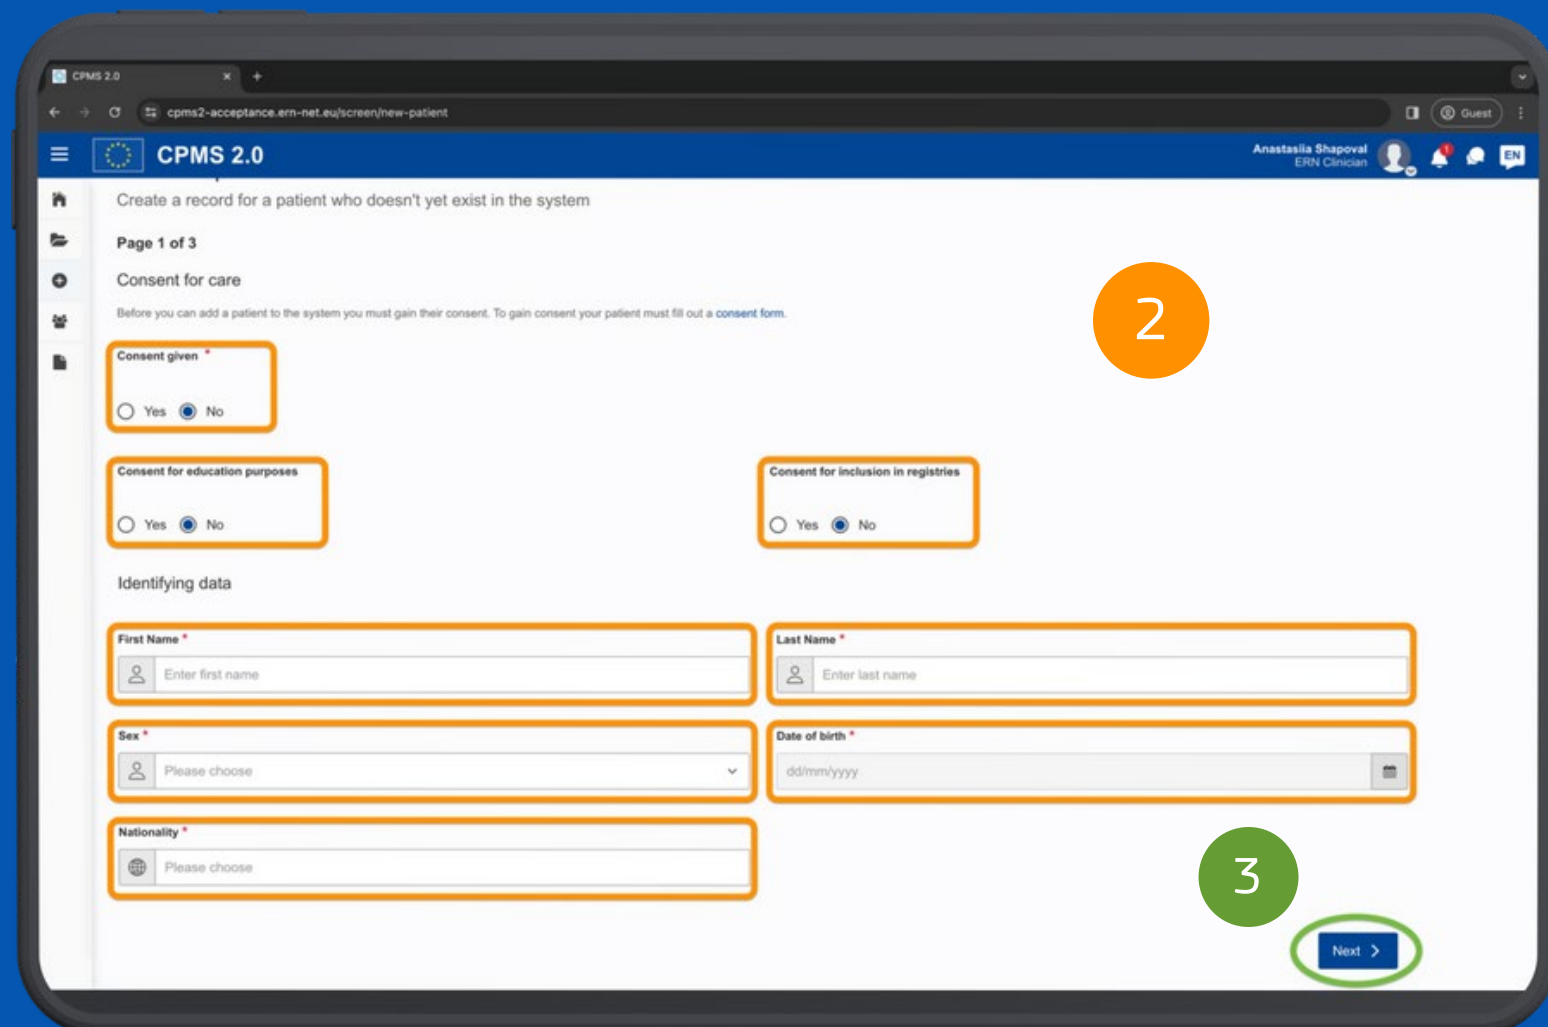 CPMS 2.0
cpms2-acceptance.ern-net.eu/screen/new-patient
Guest
CPMS 2.0
Anastasiia Shapoval
ERN Clinician
1
EN
Create a record for a patient who doesn't yet exist in the system
Page 1 of 3
Consent for care
Before you can add a patient to the system you must gain their consent. To gain consent your patient must fill out a consent form.
2
Consent given *
Yes No
Consent for education purposes
Yes No
Consent for inclusion in registries
Yes No
Identifying data
First Name *
Enter first name
Last Name *
Enter last name
Sex *
Please choose
Date of birth *
dd/mm/yyyy
Nationality *
Please choose
3
Next